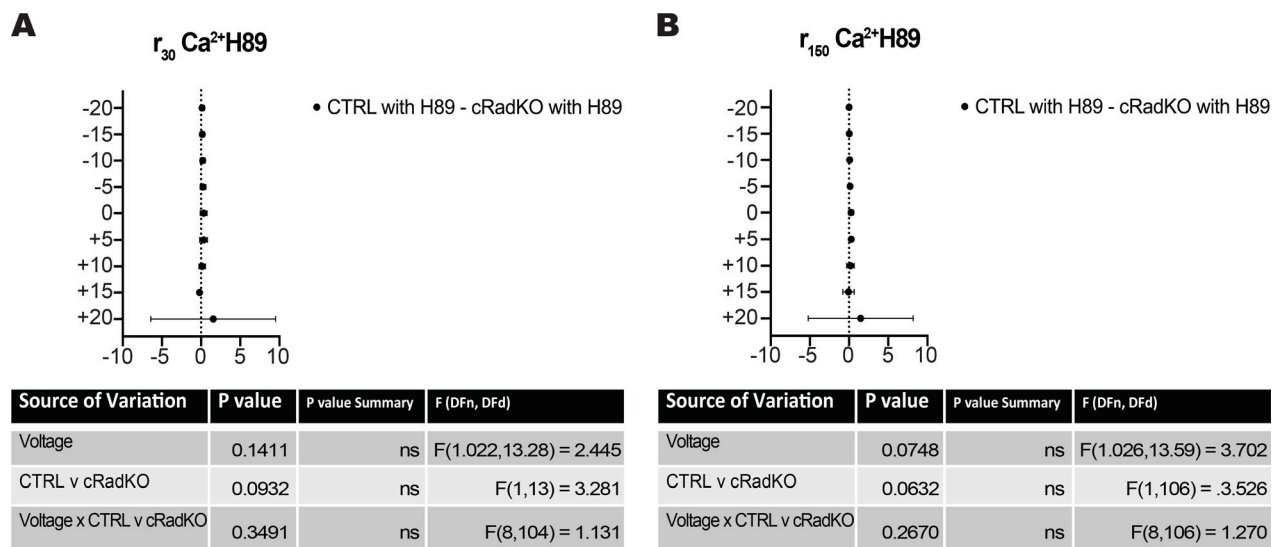 A
r30 Ca2+H89
-20
-15
-10
-5
0
+5
+10
+15
+20
-10 -5 0 5 10
CTRL with H89 - cRadKO with H89
Source of Variation P value P value Summary F (DFn, DFd)
Voltage 0.1411 ns F(1.022,13.28) = 2.445
CTRL v cRadKO 0.0932 ns F(1,13) = 3.281
Voltage x CTRL v cRadKO 0.3491 ns F(8,104) = 1.131
B
r150 Ca2+H89
-20
-15
-10
-5
0
+5
+10
+15
+20
-10 -5 0 5 10
CTRL with H89 - cRadKO with H89
Source of Variation P value P value Summary F (DFn, DFd)
Voltage 0.0748 ns F(1.026,13.59) = 3.702
CTRL v cRadKO 0.0632 ns F(1,106) = .3.526
Voltage x CTRL v cRadKO 0.2670 ns F(8,106) = 1.270